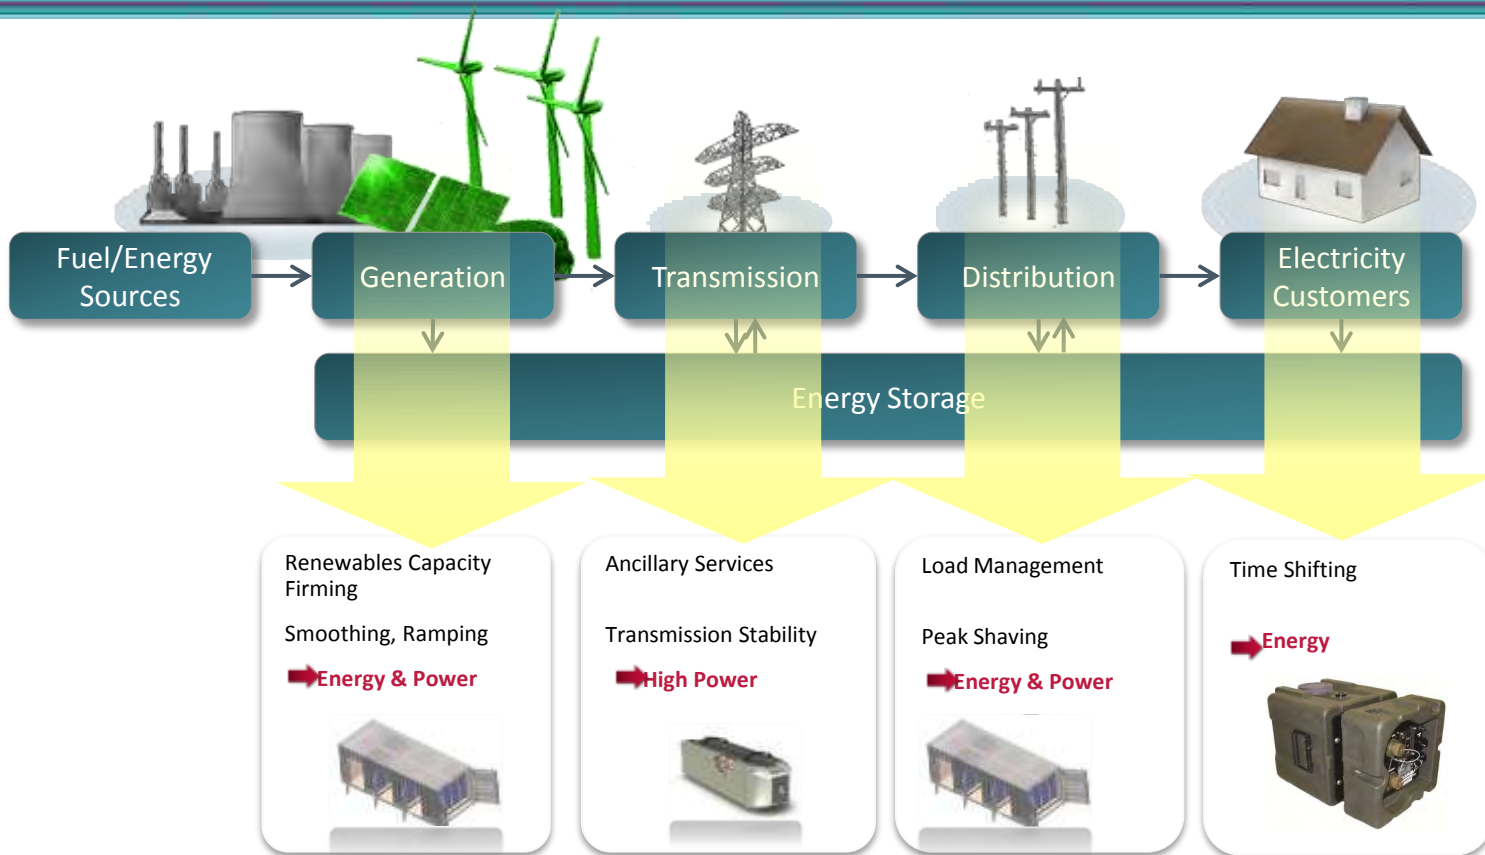 Fuel/Energy
Sources
Generation
Transmission
Distribution
Electricity
Customers
Energy Storage
Renewables Capacity
Firming
Smoothing, Ramping
Energy & Power
Ancillary Services
Transmission Stability
High Power
Load Management
Peak Shaving
Energy & Power
Time Shifting
Energy